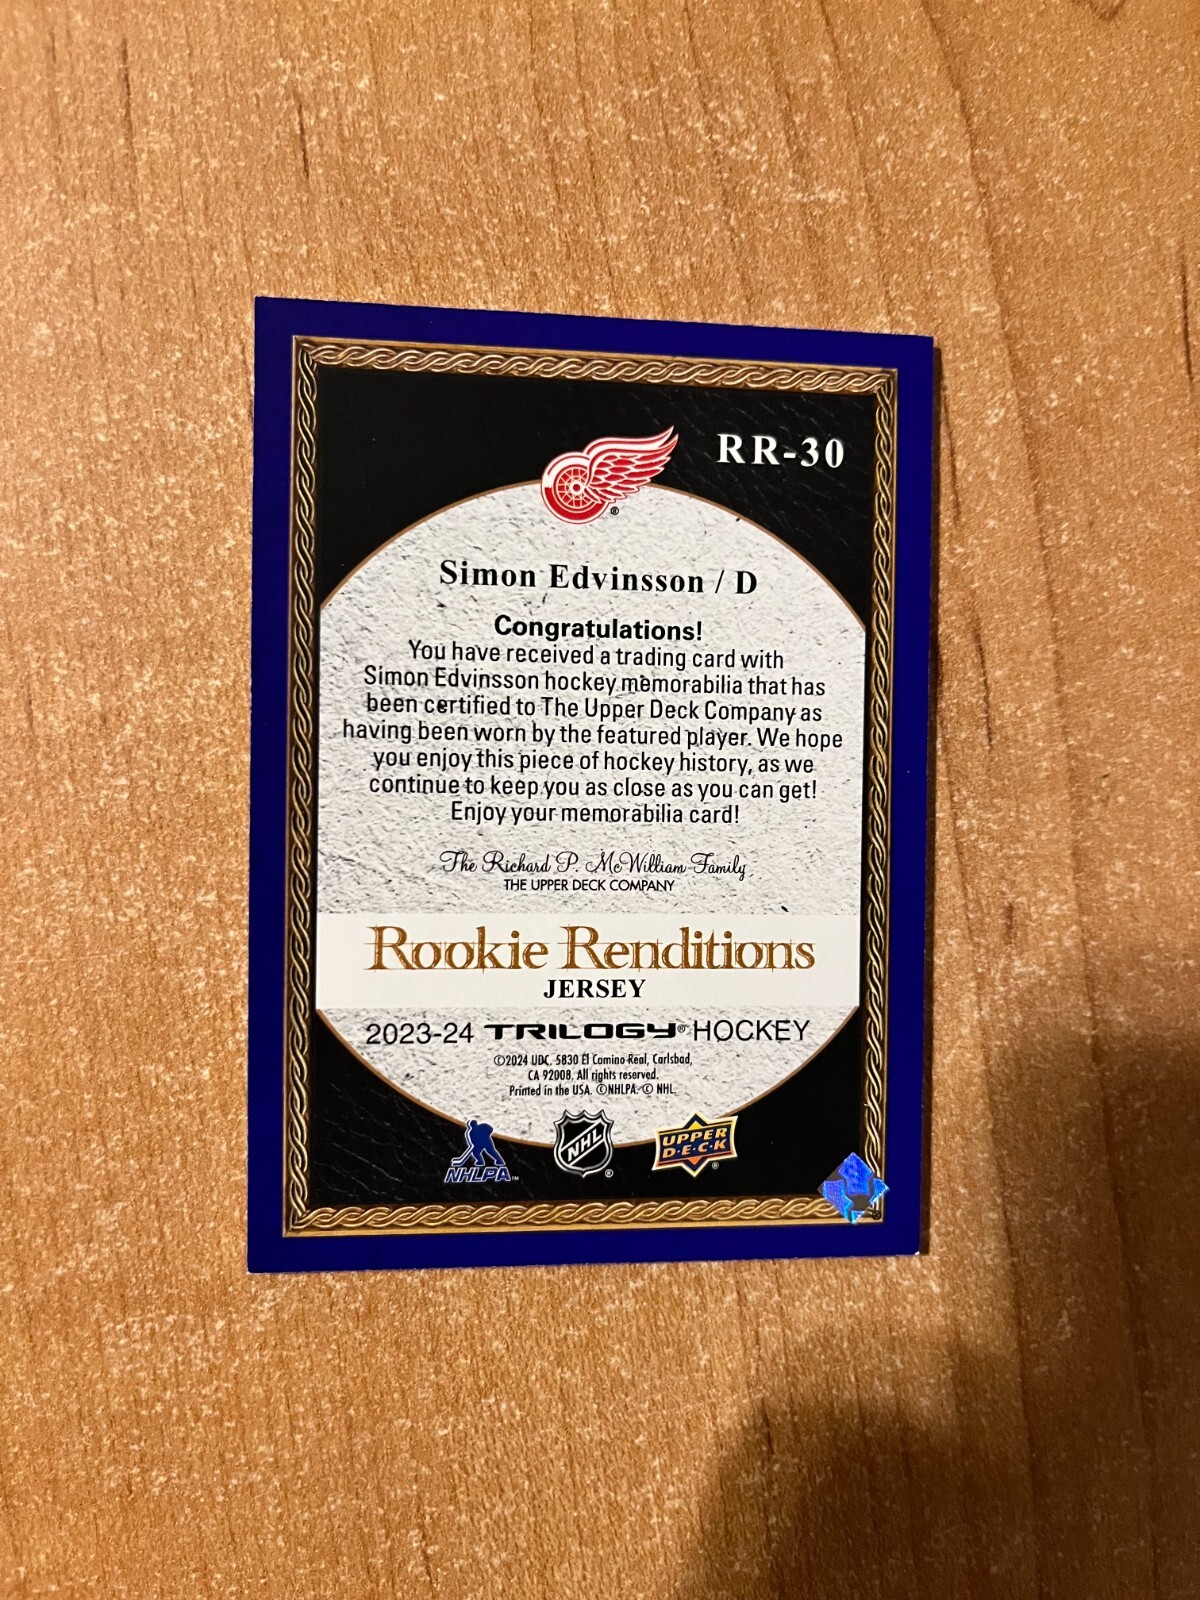 RR-30
®
Simon Edvinsson / D
Congratulations!
You have received a trading card with
Simon Edvinsson hockey memorabilia that has
been certified to The Upper Deck Company as
having been worn by the featured player. We hope
you enjoy this piece of hockey history, as we
continue to keep you as close as you can get!
Enjoy your memorabilia card!
The Richard P. McWilliam Family
THE UPPER DECK COMPANY
Rookie Renditions
JERSEY
2023-24 TRILOGY® HOCKEY
©2024 UDC. 5830 El Camino Real, Carlsbad,
CA 92008. All rights reserved.
Printed in the USA. ©NHLPA. © NHL.
NHLPA™ NHL® UPPER D·E·C·K®